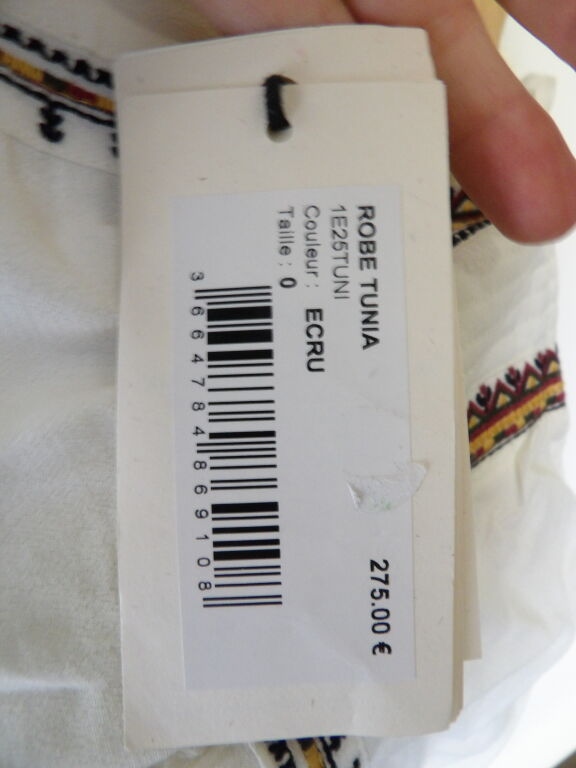 ROBE TUNIA
1E25TUNI
Couleur : ECRU
Taille : 0
275.00 €
3 664784 869108